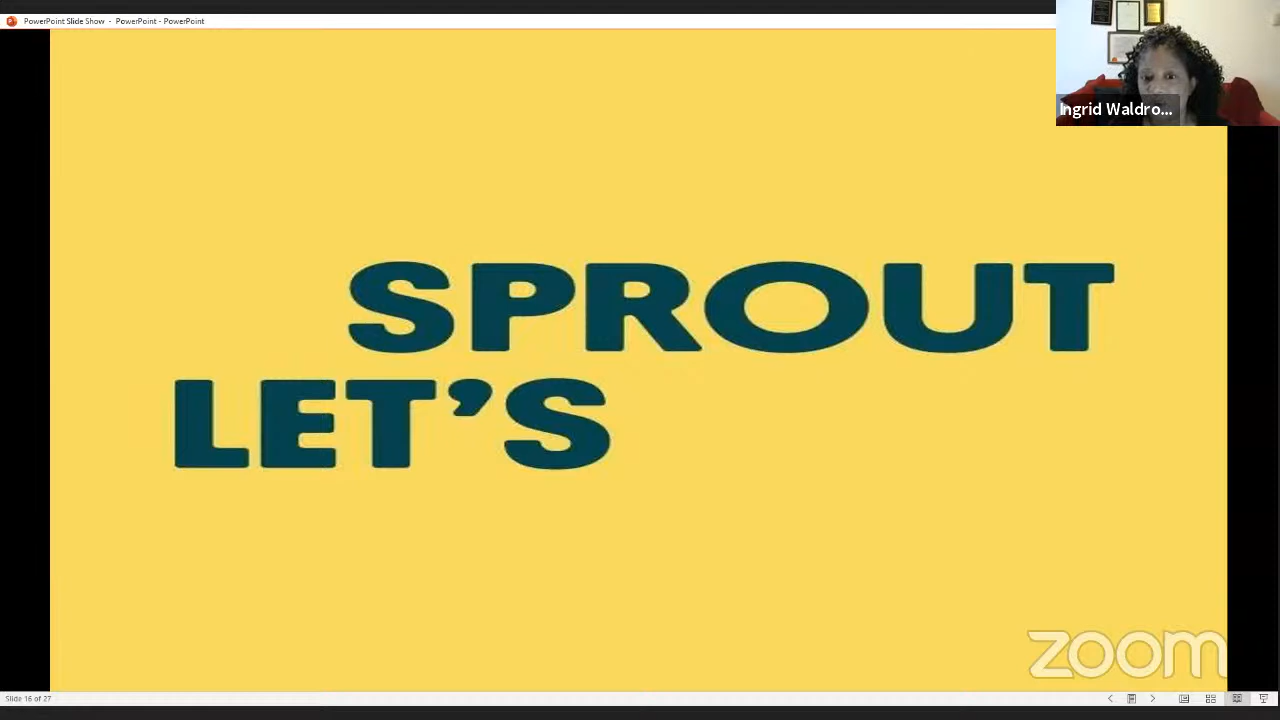 PowerPoint Slide Show - PowerPoint - PowerPoint
Ingrid Waldro...
SPROUT
LET'S
zoom
Slide 16 of 27